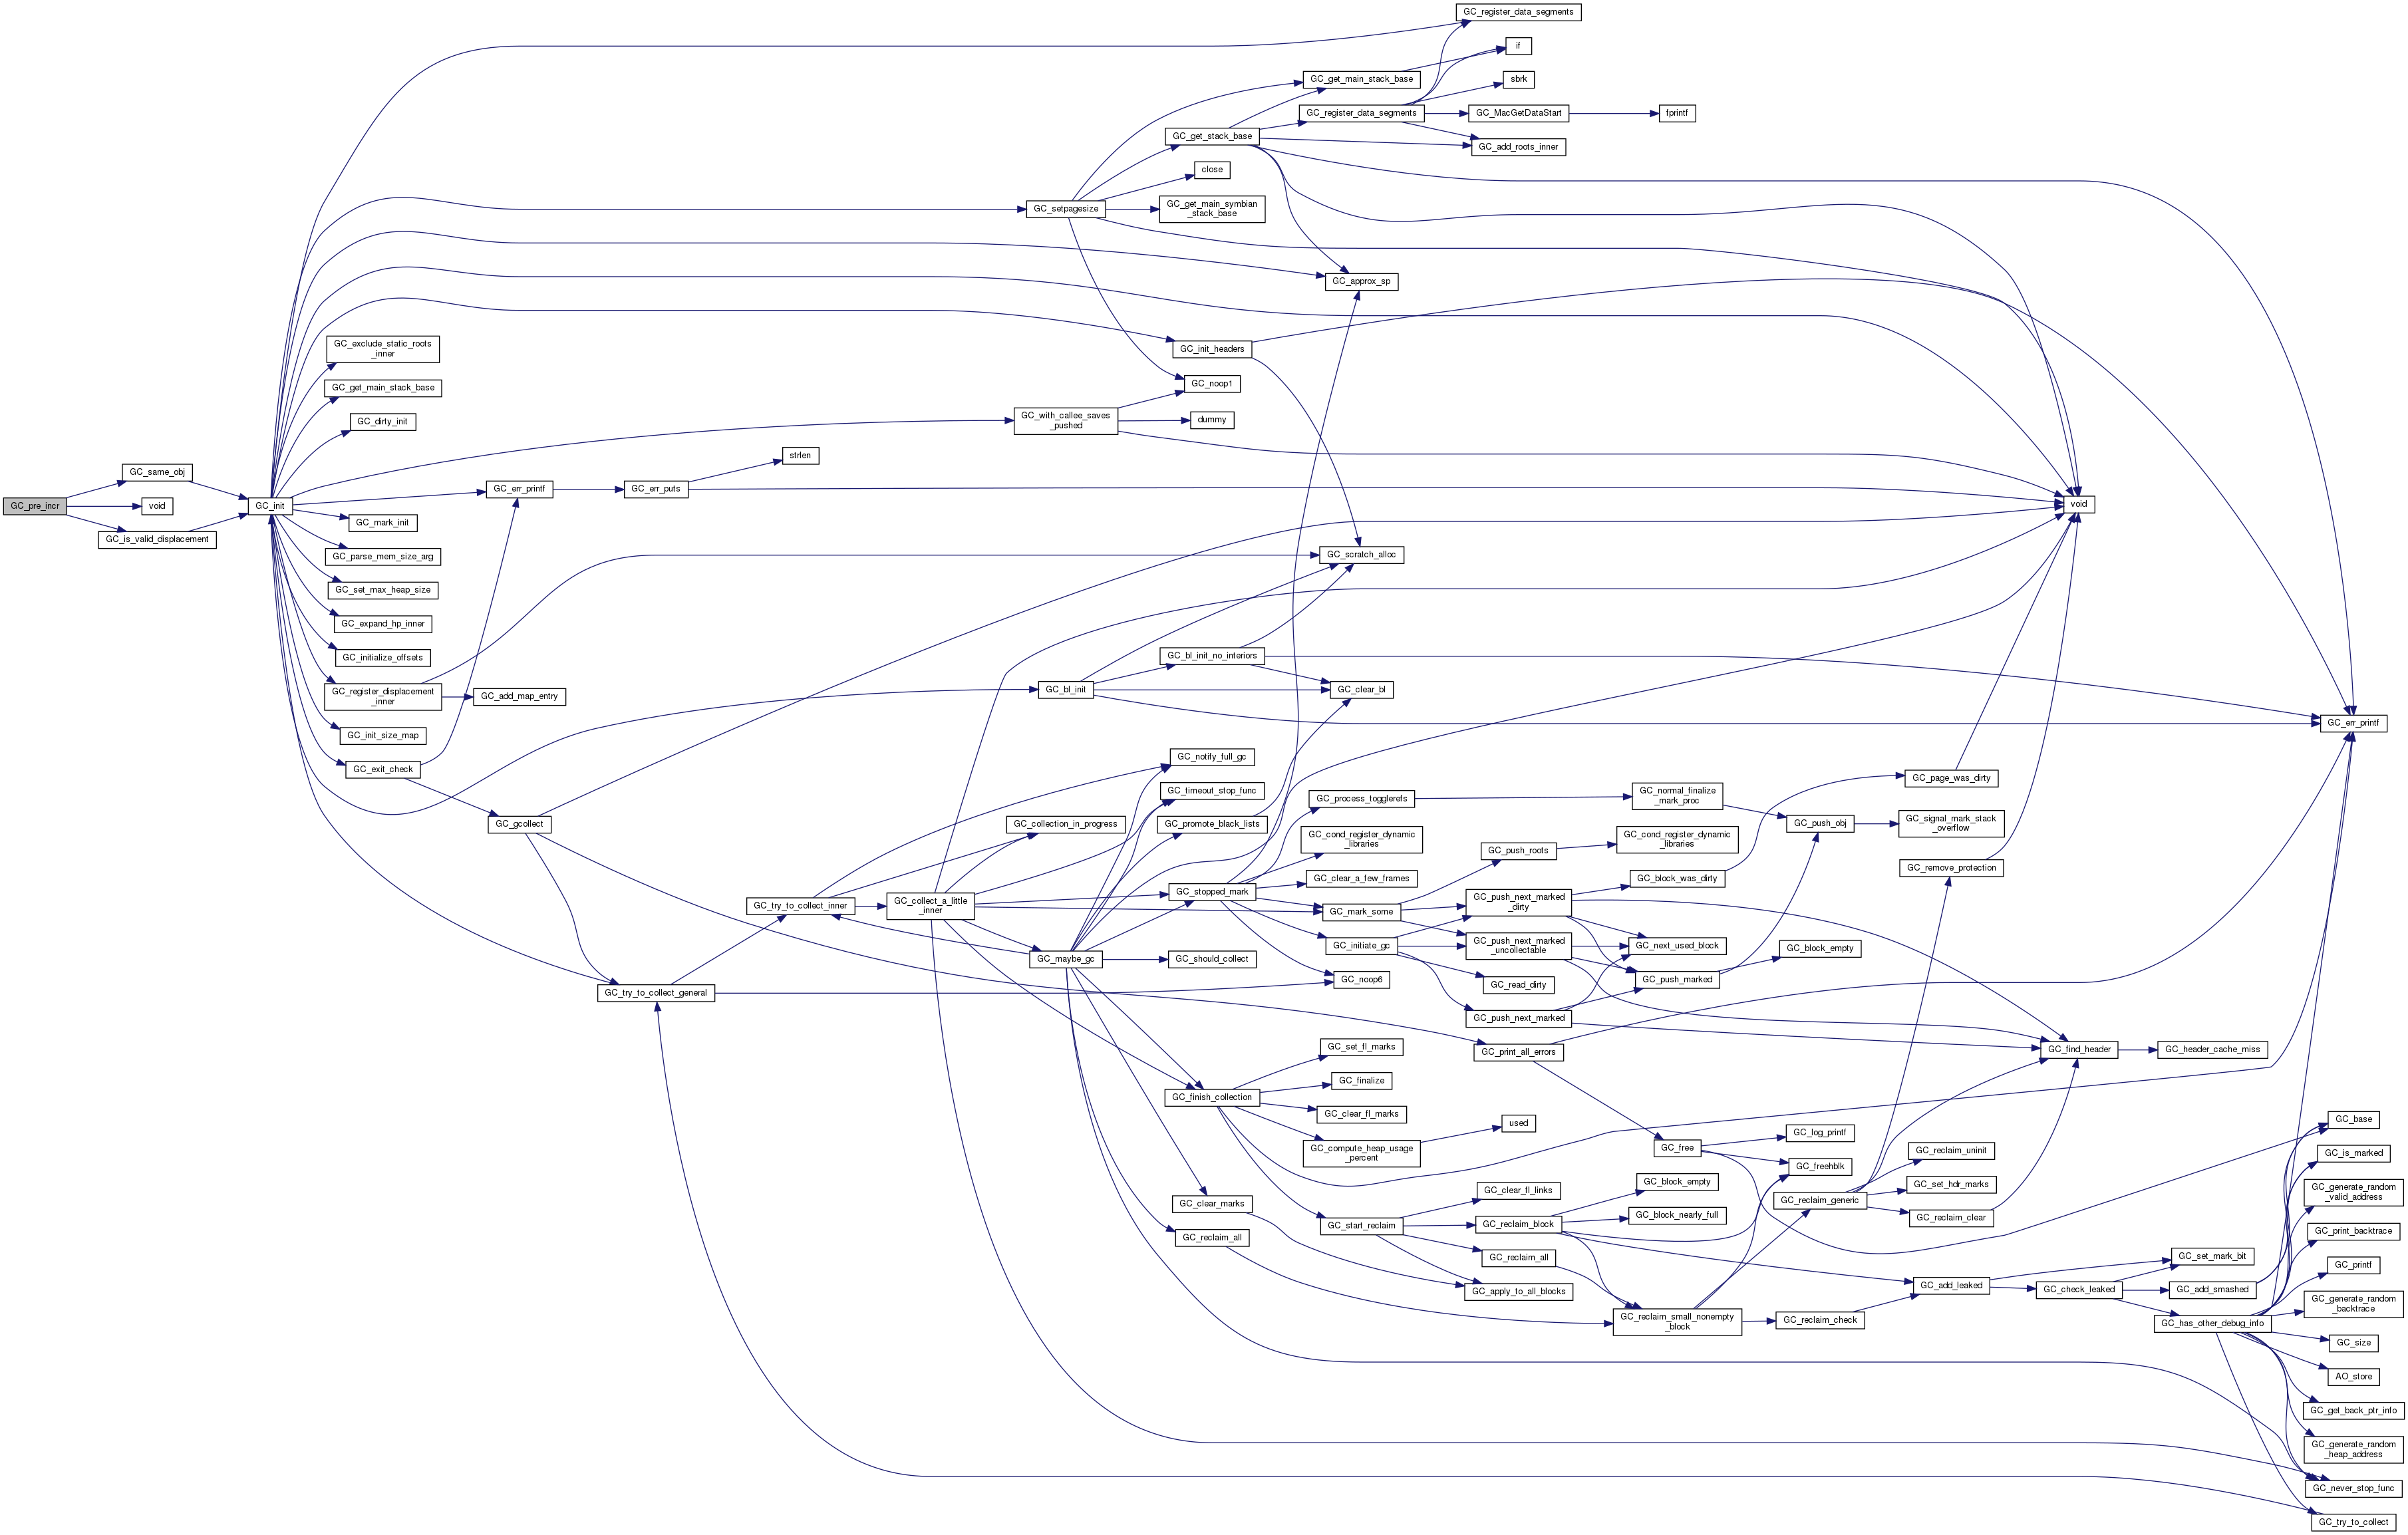 GC_register_data_segments
if
GC_get_main_stack_base
sbrk
GC_register_data_segments
GC_MacGetDataStart
fprintf
GC_get_stack_base
GC_add_roots_inner
close
GC_setpagesize
GC_get_main_symbian
_stack_base
GC_approx_sp
GC_exclude_static_roots
_inner
GC_init_headers
GC_get_main_stack_base
GC_noop1
GC_dirty_init
GC_with_callee_saves
_pushed
dummy
strlen
GC_same_obj
GC_err_printf
GC_err_puts
GC_pre_incr
void
GC_init
void
GC_mark_init
GC_is_valid_displacement
GC_parse_mem_size_arg
GC_scratch_alloc
GC_set_max_heap_size
GC_expand_hp_inner
GC_initialize_offsets
GC_bl_init_no_interiors
GC_register_displacement
_inner
GC_add_map_entry
GC_bl_init
GC_clear_bl
GC_err_printf
GC_init_size_map
GC_exit_check
GC_notify_full_gc
GC_page_was_dirty
GC_timeout_stop_func
GC_process_togglerefs
GC_normal_finalize
_mark_proc
GC_gcollect
GC_collection_in_progress
GC_promote_black_lists
GC_push_obj
GC_signal_mark_stack
_overflow
GC_cond_register_dynamic
_libraries
GC_cond_register_dynamic
_libraries
GC_push_roots
GC_remove_protection
GC_stopped_mark
GC_clear_a_few_frames
GC_block_was_dirty
GC_try_to_collect_inner
GC_collect_a_little
_inner
GC_mark_some
GC_push_next_marked
_dirty
GC_initiate_gc
GC_push_next_marked
_uncollectable
GC_next_used_block
GC_block_empty
GC_maybe_gc
GC_should_collect
GC_noop6
GC_read_dirty
GC_push_marked
GC_try_to_collect_general
GC_push_next_marked
GC_set_fl_marks
GC_print_all_errors
GC_find_header
GC_header_cache_miss
GC_finalize
GC_finish_collection
GC_clear_fl_marks
used
GC_base
GC_compute_heap_usage
_percent
GC_log_printf
GC_free
GC_reclaim_uninit
GC_is_marked
GC_freehblk
GC_clear_marks
GC_clear_fl_links
GC_block_empty
GC_set_hdr_marks
GC_generate_random
_valid_address
GC_reclaim_generic
GC_start_reclaim
GC_reclaim_block
GC_block_nearly_full
GC_reclaim_clear
GC_print_backtrace
GC_reclaim_all
GC_reclaim_all
GC_set_mark_bit
GC_printf
GC_apply_to_all_blocks
GC_add_leaked
GC_check_leaked
GC_add_smashed
GC_generate_random
_backtrace
GC_reclaim_small_nonempty
_block
GC_reclaim_check
GC_has_other_debug_info
GC_size
AO_store
GC_get_back_ptr_info
GC_generate_random
_heap_address
GC_never_stop_func
GC_try_to_collect